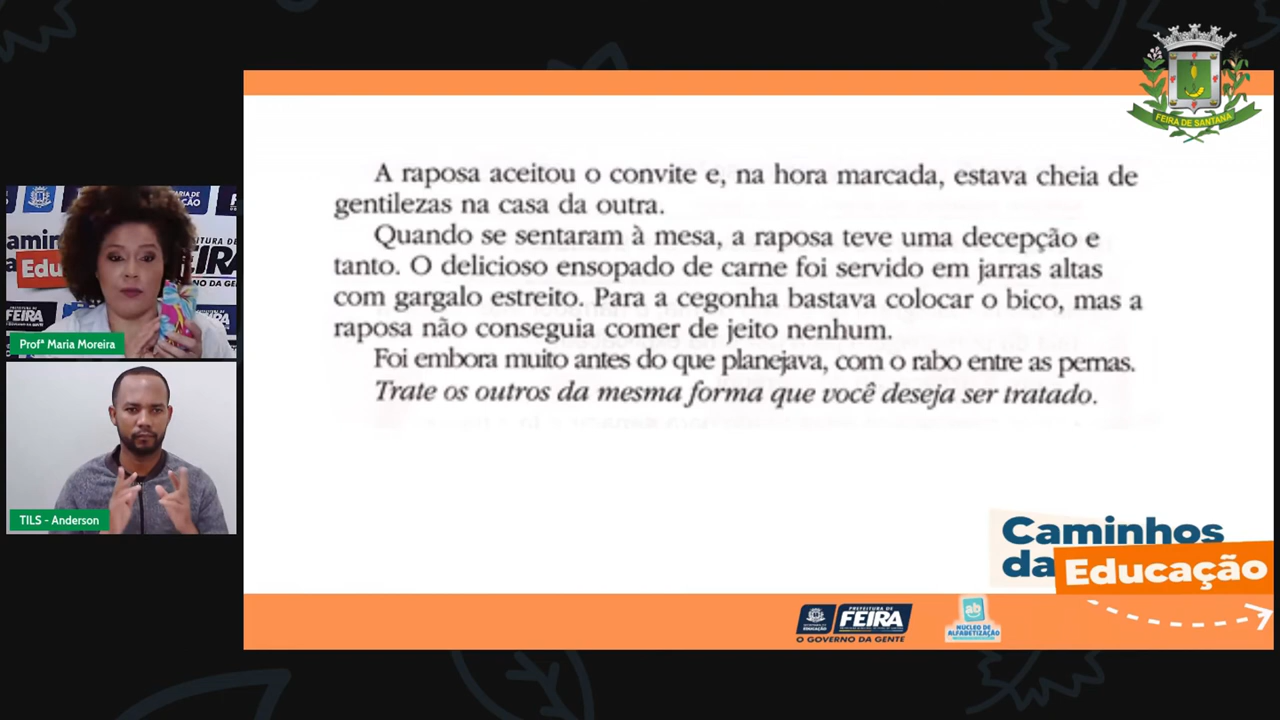 FEIRA DE SANTANA
A raposa aceitou o convite e, na hora marcada, estava cheia de
gentilezas na casa da outra.
Quando se sentaram à mesa, a raposa teve uma decepção e
tanto. O delicioso ensopado de carne foi servido em jarras altas
com gargalo estreito. Para a cegonha bastava colocar o bico, mas a
raposa não conseguia comer de jeito nenhum.
Foi embora muito antes do que planejava, com o rabo entre as pernas.
Trate os outros da mesma forma que você deseja ser tratado.
Profª Maria Moreira
TILS - Anderson
Caminhos
da Educação
PREFEITURA DE
FEIRA
O GOVERNO DA GENTE
ab
NÚCLEO DE
ALFABETIZAÇÃO